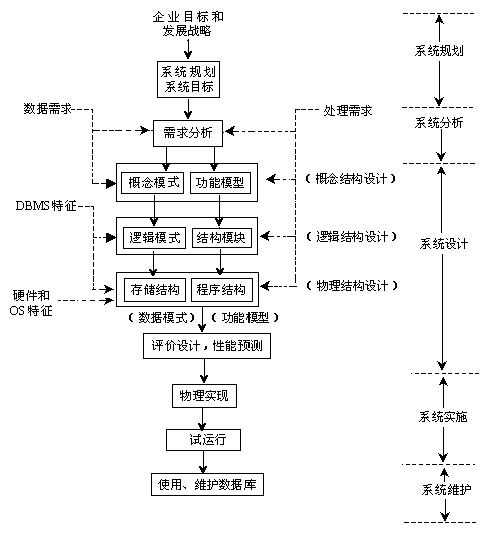 企业目标和
发展战略
系统规划
系统规划
系统目标
数据需求
处理需求
需求分析
系统分析
概念模式
功能模型
（概念结构设计）
DBMS特征
逻辑模式
结构模块
（逻辑结构设计）
系统设计
存储结构
程序结构
（物理结构设计）
硬件和
OS特征
（数据模式）
（功能模型）
评价设计，性能预测
物理实现
系统实施
试运行
使用、维护数据库
系统维护